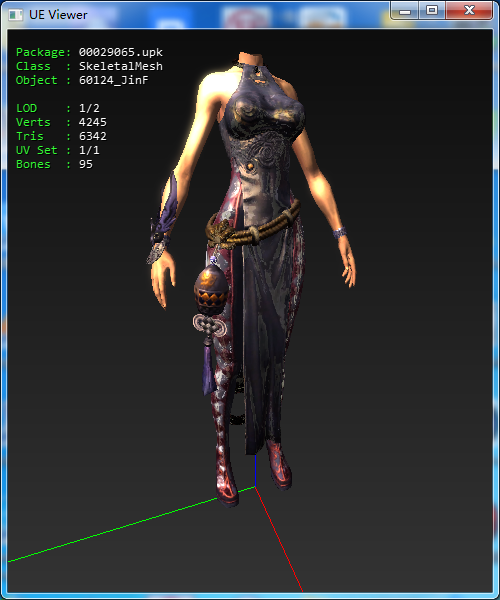 UE Viewer
Package: 00029065.upk
Class : SkeletalMesh
Object : 60124_JinF
LOD : 1/2
Verts : 4245
Tris : 6342
UV Set : 1/1
Bones : 95